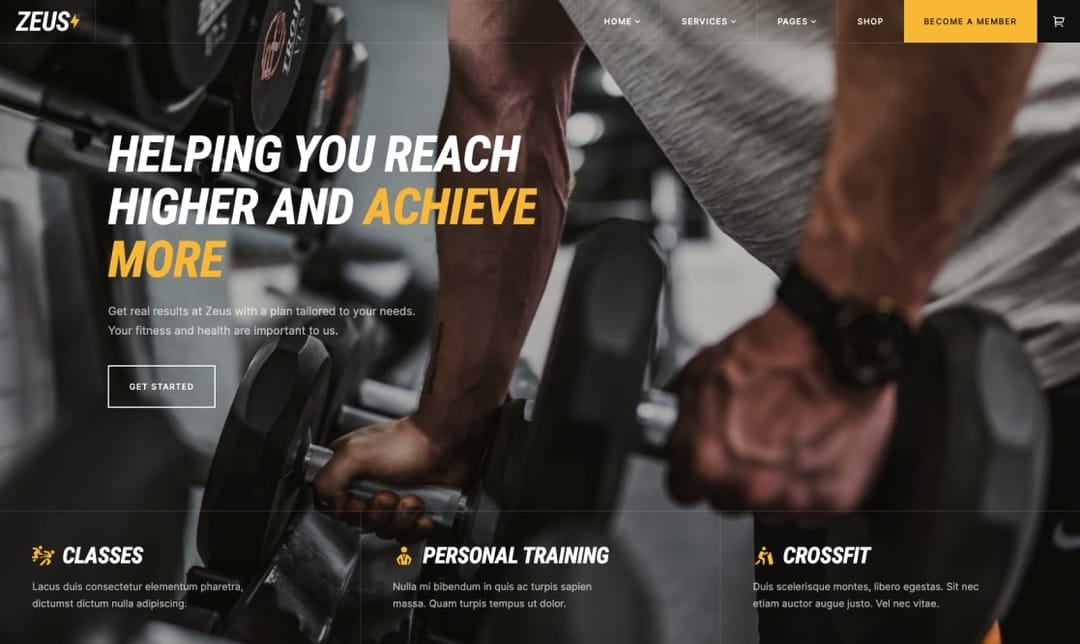 ZEUS
HOME
SERVICES
PAGES
SHOP
BECOME A MEMBER
HELPING YOU REACH
HIGHER AND ACHIEVE
MORE
Get real results at Zeus with a plan tailored to your needs.
Your fitness and health are important to us.
GET STARTED
CLASSES
Lacus duis consectetur elementum pharetra,
dictumst dictum nulla adipiscing.
PERSONAL TRAINING
Nulla mi bibendum in quis ac turpis sapien
massa. Quam turpis tempus ut dolor.
CROSSFIT
Duis scelerisque montes, libero egestas. Sit nec
etiam auctor augue justo. Vel nec vitae.